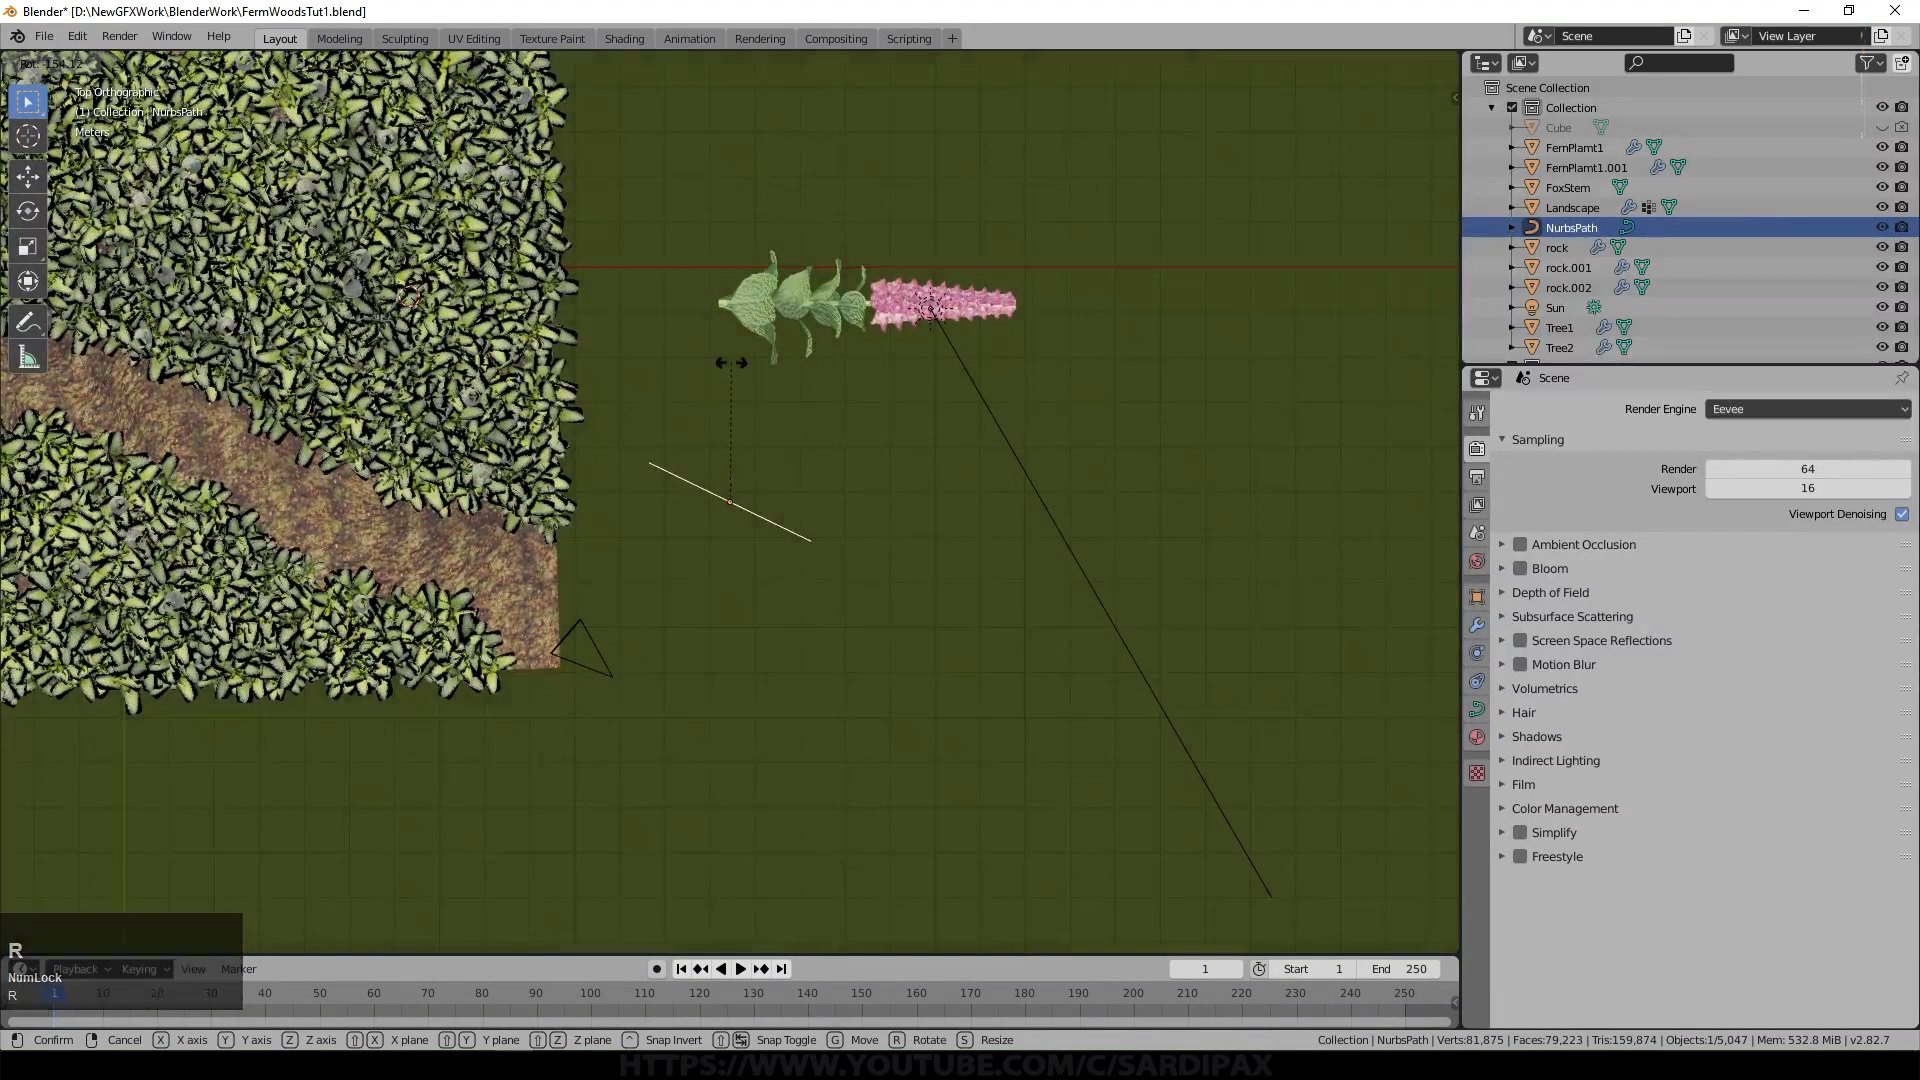 Blender* [D:\NewGFXWork\BlenderWork\FermWoodsTut1.blend]
File Edit Render Window Help
Layout Modeling Sculpting UV Editing Texture Paint Shading Animation Rendering Compositing Scripting +
Scene View Layer
Rot: -154.12
Top Orthographic
(1) Collection | NurbsPath
Meters
Scene Collection
Collection
Cube
FernPlamt1
FernPlamt1.001
FoxStem
Landscape
NurbsPath
rock
rock.001
rock.002
Sun
Tree1
Tree2
Scene
Render Engine Eevee
Sampling
Render 64
Viewport 16
Viewport Denoising
Ambient Occlusion
Bloom
Depth of Field
Subsurface Scattering
Screen Space Reflections
Motion Blur
Volumetrics
Hair
Shadows
Indirect Lighting
Film
Color Management
Simplify
Freestyle
R
NumLock
R
Playback Keying View Marker
1 Start 1 End 250
1 10 20 30 40 50 60 70 80 90 100 110 120 130 140 150 160 170 180 190 200 210 220 230 240 250
Confirm Cancel X X axis Y Y axis Z Z axis X X plane Y Y plane Z Z plane Snap Invert Snap Toggle G Move R Rotate S Resize
Collection | NurbsPath | Verts:81,875 | Faces:79,223 | Tris:159,874 | Objects:1/5,047 | Mem: 532.8 MiB | v2.82.7
HTTPS://WWW.YOUTUBE.COM/C/SARDIPAX